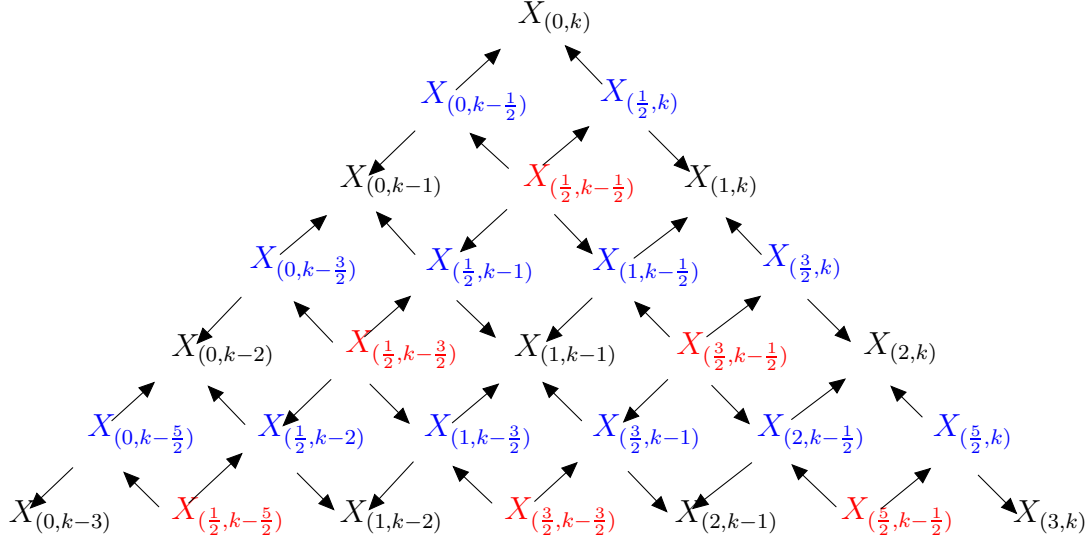 $X_{(0,k)}$
$X_{(0,k-\frac{1}{2})}$ $X_{(\frac{1}{2},k)}$
$X_{(0,k-1)}$ $X_{(\frac{1}{2},k-\frac{1}{2})}$ $X_{(1,k)}$
$X_{(0,k-\frac{3}{2})}$ $X_{(\frac{1}{2},k-1)}$ $X_{(1,k-\frac{1}{2})}$ $X_{(\frac{3}{2},k)}$
$X_{(0,k-2)}$ $X_{(\frac{1}{2},k-\frac{3}{2})}$ $X_{(1,k-1)}$ $X_{(\frac{3}{2},k-\frac{1}{2})}$ $X_{(2,k)}$
$X_{(0,k-\frac{5}{2})}$ $X_{(\frac{1}{2},k-2)}$ $X_{(1,k-\frac{3}{2})}$ $X_{(\frac{3}{2},k-1)}$ $X_{(2,k-\frac{1}{2})}$ $X_{(\frac{5}{2},k)}$
$X_{(0,k-3)}$ $X_{(\frac{1}{2},k-\frac{5}{2})}$ $X_{(1,k-2)}$ $X_{(\frac{3}{2},k-\frac{3}{2})}$ $X_{(2,k-1)}$ $X_{(\frac{5}{2},k-\frac{1}{2})}$ $X_{(3,k)}$